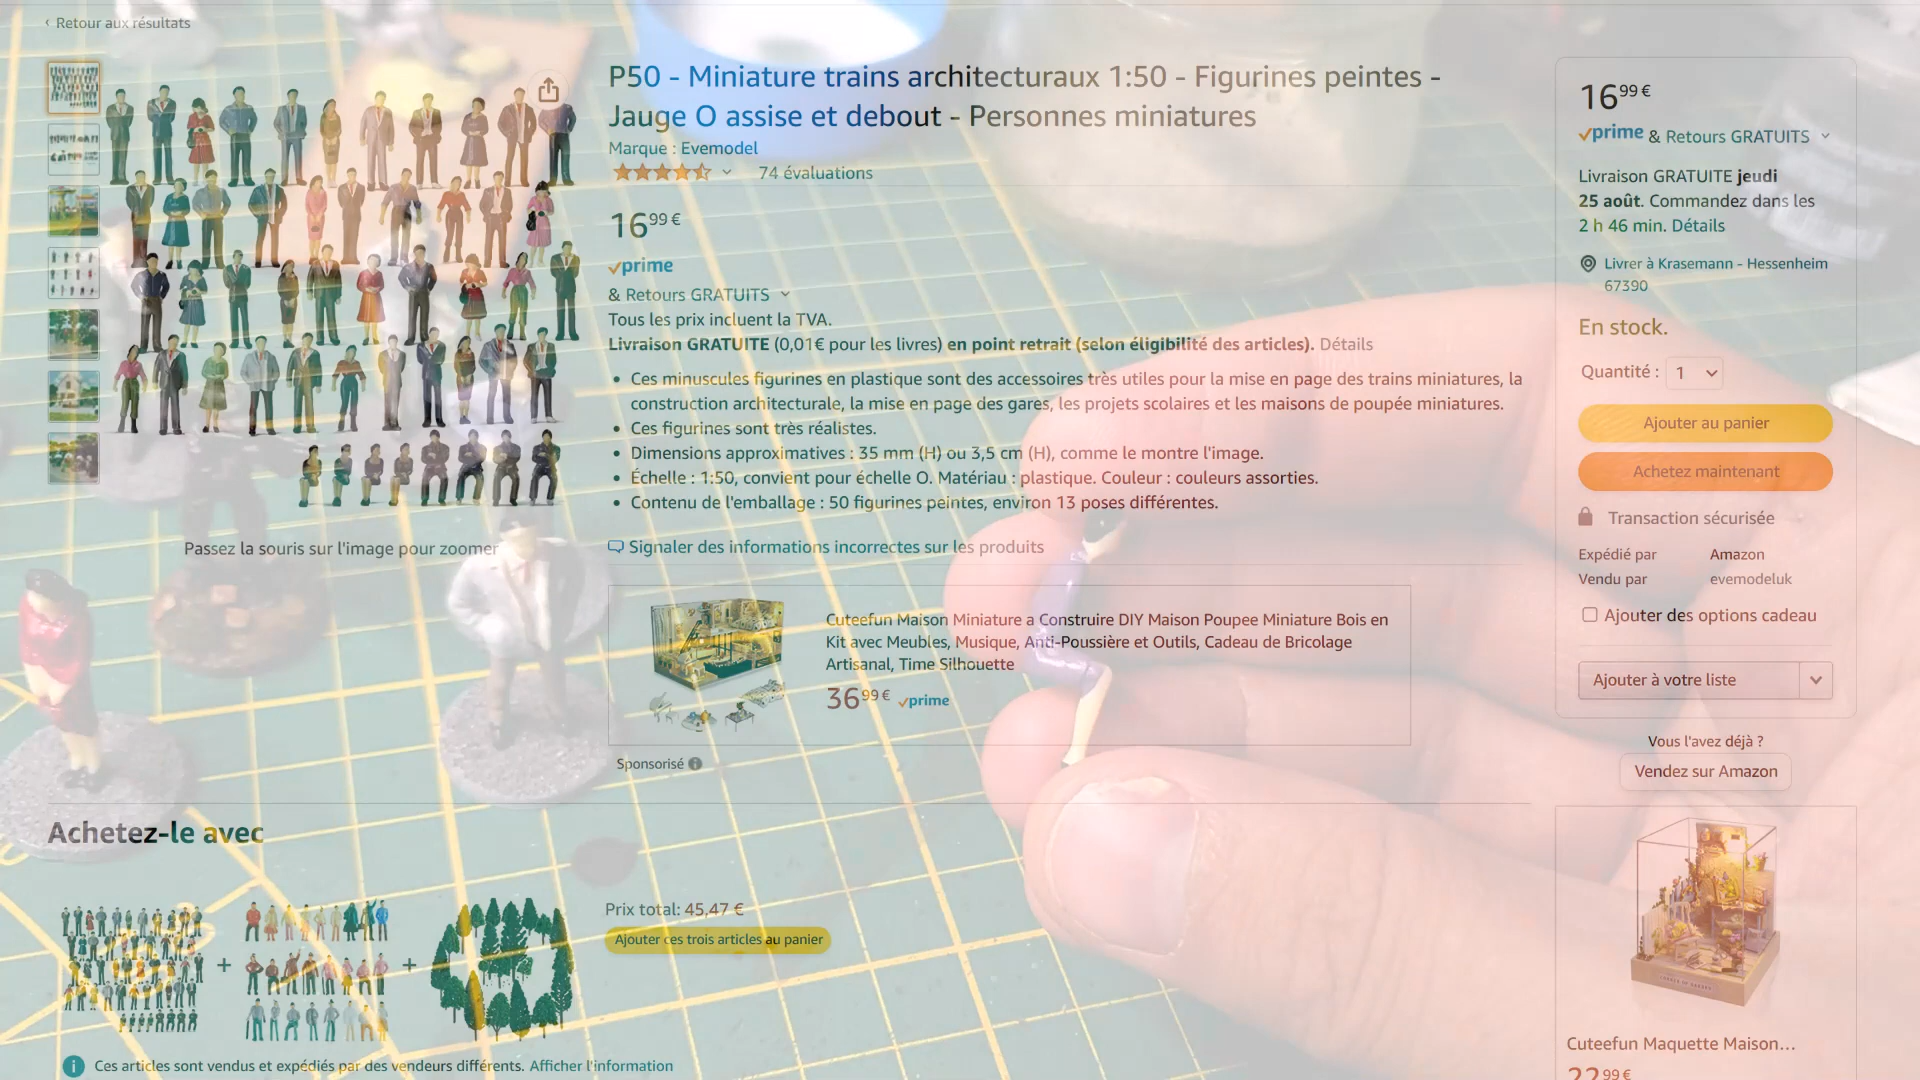 ‹ Retour aux résultats
P50 - Miniature trains architecturaux 1:50 - Figurines peintes -
Jauge O assise et debout - Personnes miniatures
Marque : Evemodel
74 évaluations
16 99 €
prime
& Retours GRATUITS
Tous les prix incluent la TVA.
Livraison GRATUITE (0,01€ pour les livres) en point retrait (selon éligibilité des articles). Détails
• Ces minuscules figurines en plastique sont des accessoires très utiles pour la mise en page des trains miniatures, la
construction architecturale, la mise en page des gares, les projets scolaires et les maisons de poupée miniatures.
• Ces figurines sont très réalistes.
• Dimensions approximatives : 35 mm (H) ou 3,5 cm (H), comme le montre l'image.
• Échelle : 1:50, convient pour échelle O. Matériau : plastique. Couleur : couleurs assorties.
• Contenu de l'emballage : 50 figurines peintes, environ 13 poses différentes.
Passez la souris sur l'image pour zoomer
Signaler des informations incorrectes sur les produits
Cuteefun Maison Miniature a Construire DIY Maison Poupee Miniature Bois en
Kit avec Meubles, Musique, Anti-Poussière et Outils, Cadeau de Bricolage
Artisanal, Time Silhouette
36 99 € prime
Sponsorisé
Achetez-le avec
+ +
Prix total: 45,47 €
Ajouter ces trois articles au panier
Ces articles sont vendus et expédiés par des vendeurs différents. Afficher l'information
16 99 €
prime & Retours GRATUITS
Livraison GRATUITE jeudi
25 août. Commandez dans les
2 h 46 min. Détails
Livrer à Krasemann - Hessenheim
67390
En stock.
Quantité : 1
Ajouter au panier
Achetez maintenant
Transaction sécurisée
Expédié par Amazon
Vendu par evemodeluk
Ajouter des options cadeau
Ajouter à votre liste
Vous l'avez déjà ?
Vendez sur Amazon
Cuteefun Maquette Maison...
22 99 €